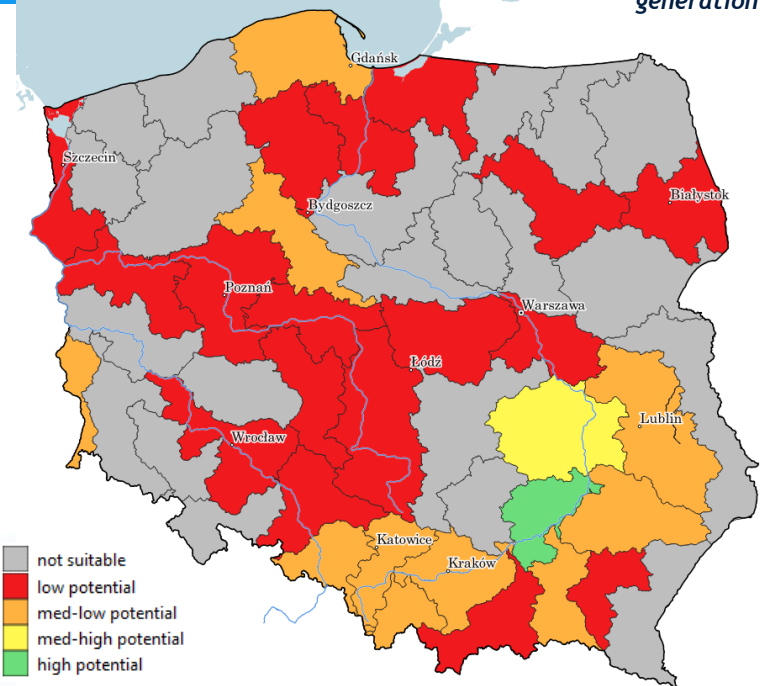 generation
Gdańsk
Szczecin
Białystok
Bydgoszcz
Poznań
Warszawa
Łódź
Lublin
Wrocław
Katowice
Kraków
not suitable
low potential
med-low potential
med-high potential
high potential